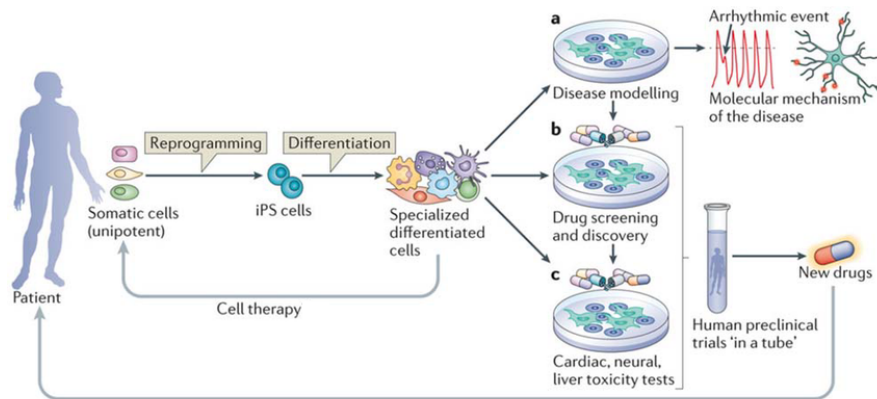 a
Arrhythmic event
Disease modelling
Molecular mechanism
of the disease
Reprogramming
Differentiation
b
Somatic cells
(unipotent)
iPS cells
Specialized
differentiated
cells
Drug screening
and discovery
c
Patient
Cell therapy
New drugs
Human preclinical
trials ‘in a tube’
Cardiac, neural,
liver toxicity tests